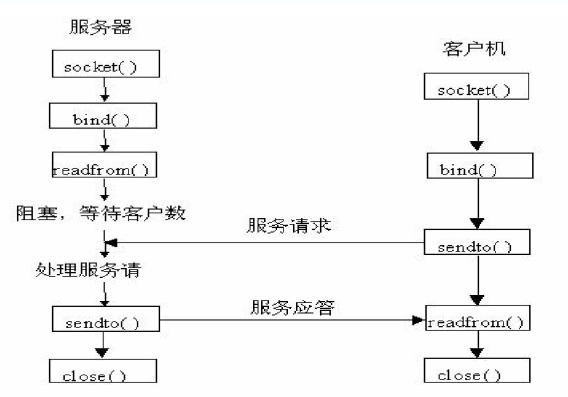 服务器
socket( )
bind( )
readfrom( )
阻塞，等待客户数
处理服务请
sendto( )
close( )
服务请求
服务应答
客户机
socket( )
bind( )
sendto( )
readfrom( )
close( )